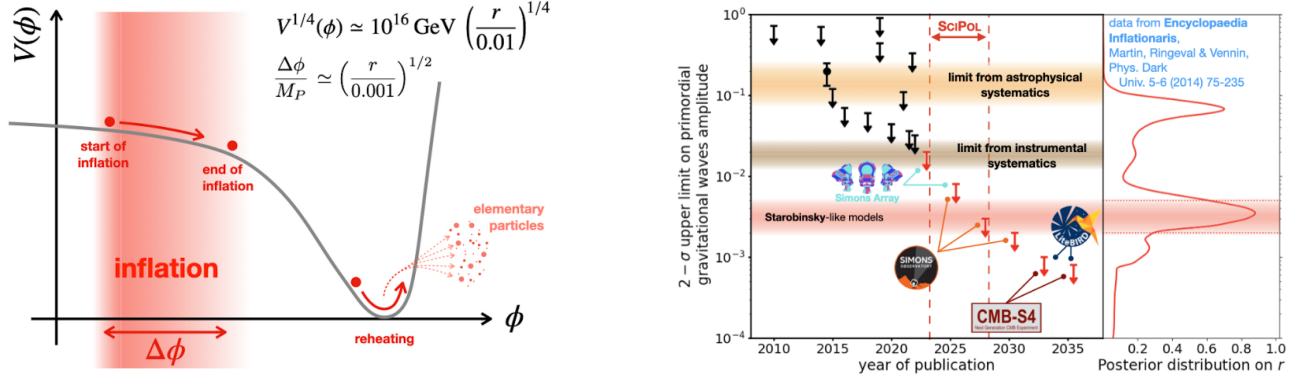 V(ϕ)
V^{1/4}(ϕ) ≃ 10^{16} GeV (r/0.01)^{1/4}
Δϕ/M_P ≃ (r/0.001)^{1/2}
start of
inflation
end of
inflation
elementary
particles
inflation
reheating
Δϕ
ϕ
2 − σ upper limit on primordial
gravitational waves amplitude
10^0
10^{−1}
10^{−2}
10^{−3}
10^{−4}
SCIPOL
limit from astrophysical
systematics
limit from instrumental
systematics
Simons Array
Starobinsky-like models
SIMONS
OBSERVATORY
LiteBIRD
CMB-S4
Next Generation CMB Experiment
2010
2015
2020
2025
2030
2035
year of publication
data from Encyclopaedia
Inflationaris,
Martin, Ringeval & Vennin,
Phys. Dark
Univ. 5-6 (2014) 75-235
0.2
0.4
0.6
0.8
1.0
Posterior distribution on r